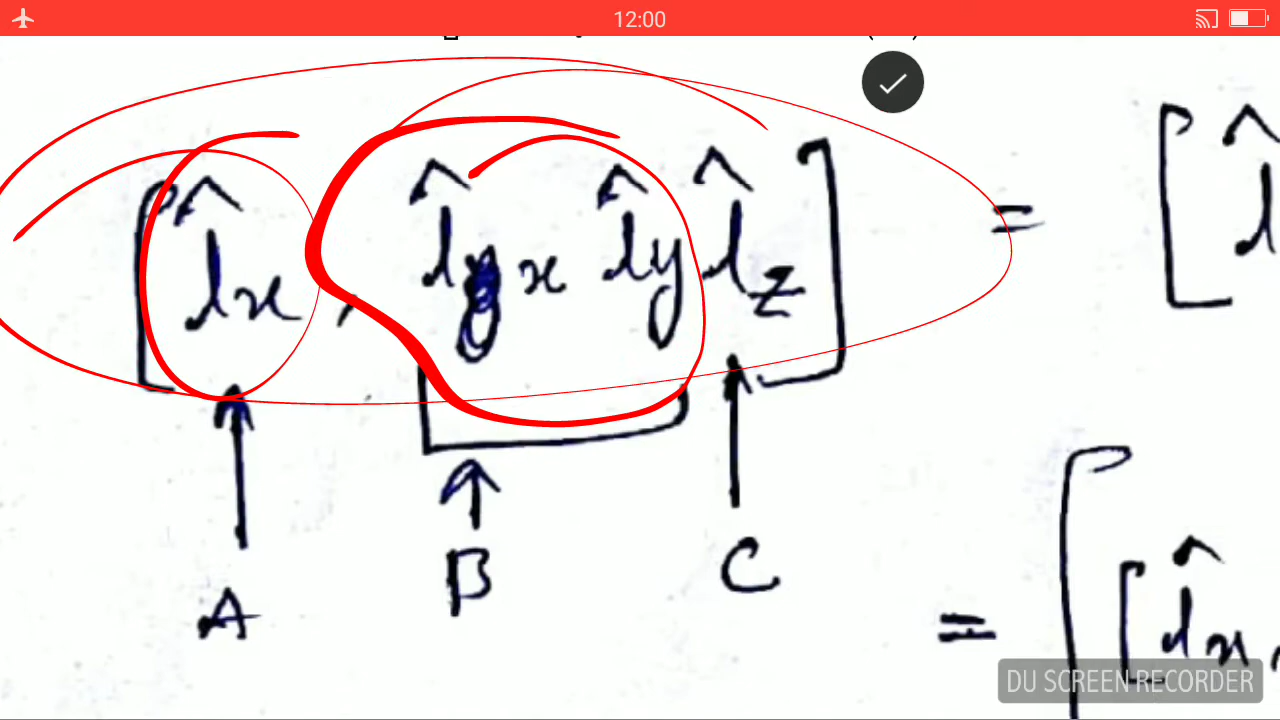 12:00
[l̂x, l̂x l̂y l̂z] = [l̂
A B C
= [[l̂x,
DU SCREEN RECORDER